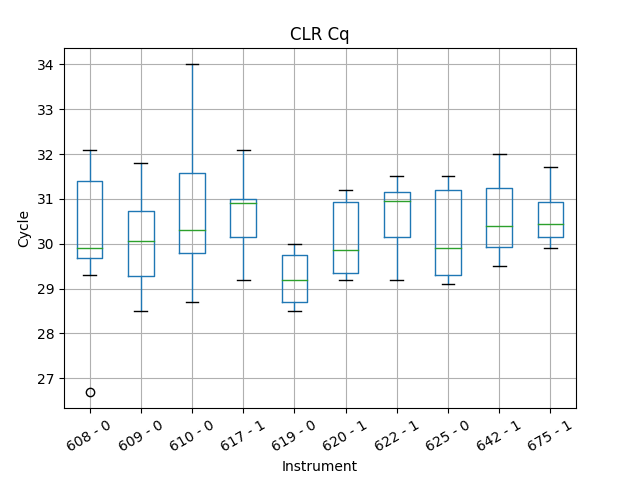 CLR Cq
34
33
32
31
30
29
28
27
Cycle
608 - 0
609 - 0
610 - 0
617 - 1
619 - 0
620 - 1
622 - 1
625 - 0
642 - 1
675 - 1
Instrument